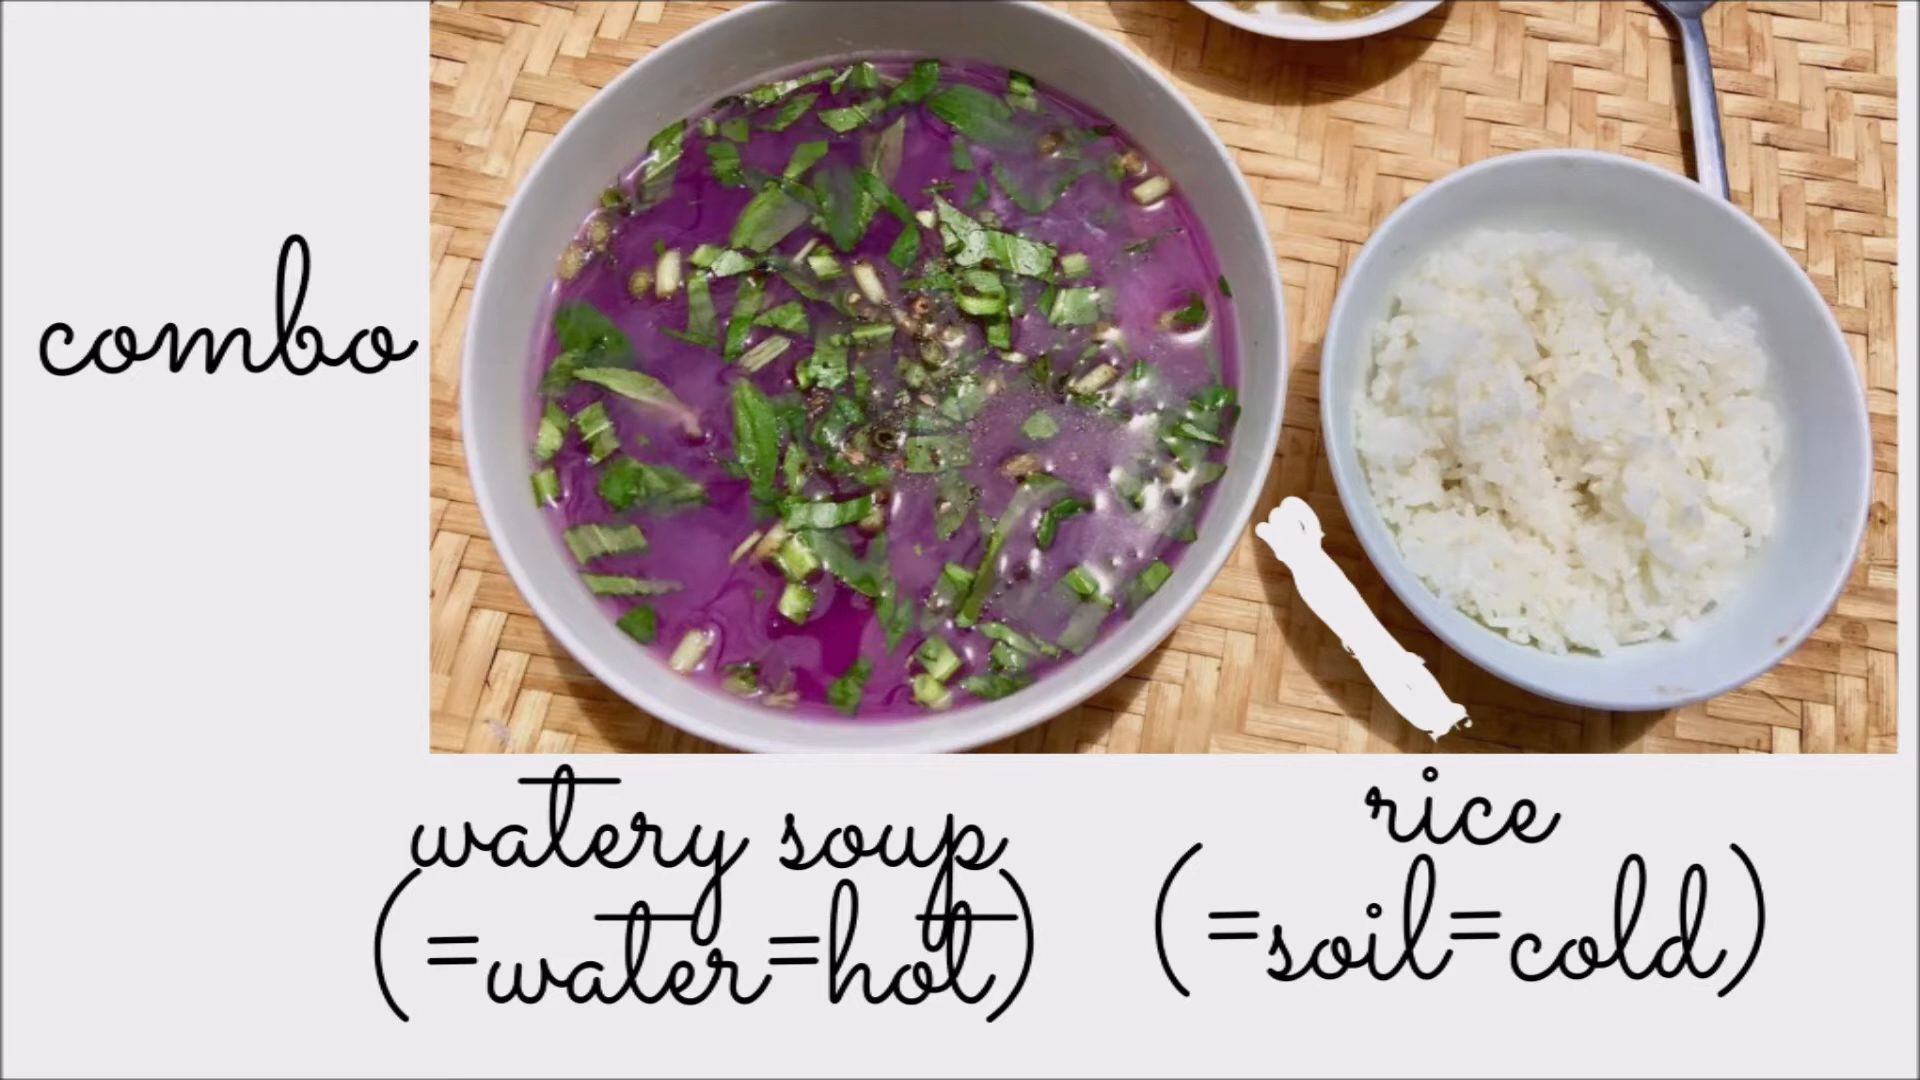 combo
watery soup
(=water=hot)
rice
(=soil=cold)